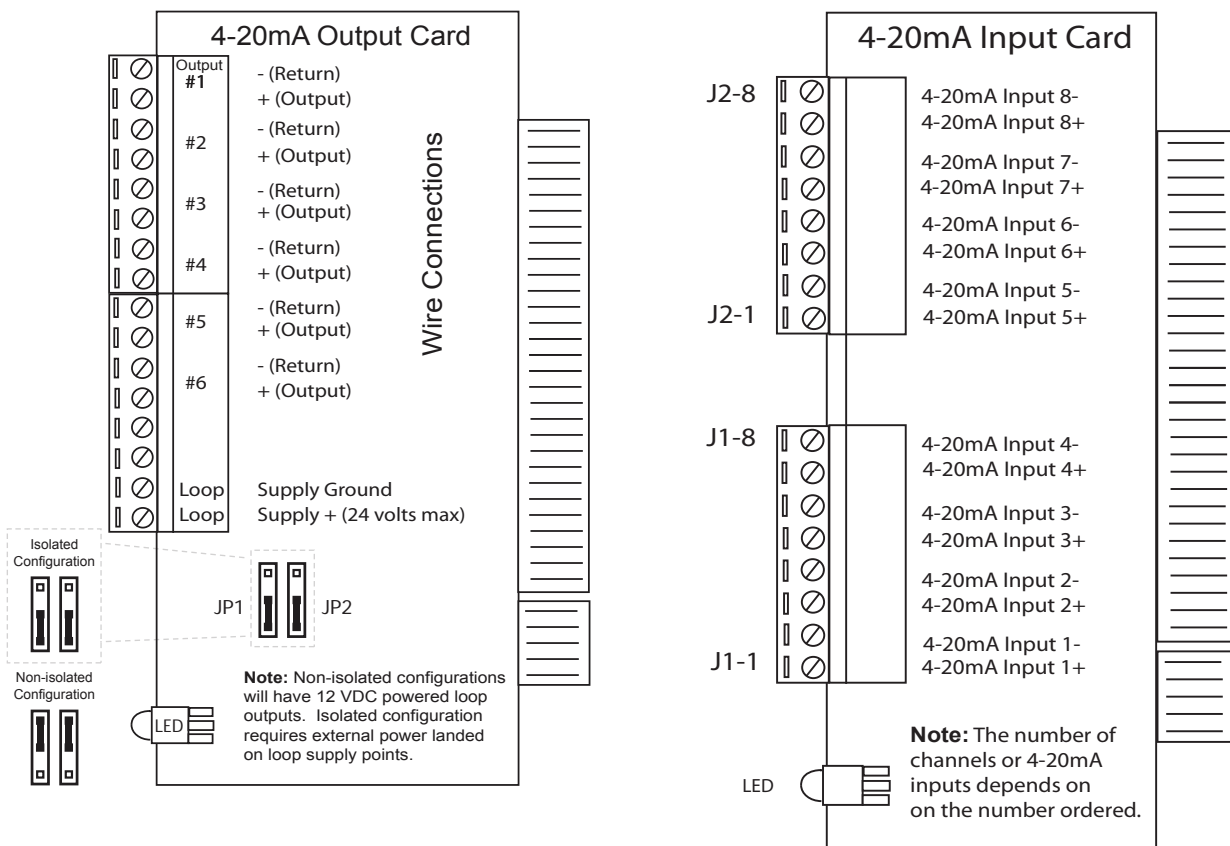 4-20mA Output Card
Output
#1
- (Return)
+ (Output)
#2
- (Return)
+ (Output)
#3
- (Return)
+ (Output)
#4
- (Return)
+ (Output)
#5
- (Return)
+ (Output)
#6
- (Return)
+ (Output)
Loop
Supply Ground
Loop
Supply + (24 volts max)
Wire Connections
Isolated
Configuration
JP1
JP2
Non-isolated
Configuration
LED
Note: Non-isolated configurations
will have 12 VDC powered loop
outputs. Isolated configuration
requires external power landed
on loop supply points.
4-20mA Input Card
J2-8
4-20mA Input 8-
4-20mA Input 8+
4-20mA Input 7-
4-20mA Input 7+
4-20mA Input 6-
4-20mA Input 6+
4-20mA Input 5-
J2-1
4-20mA Input 5+
J1-8
4-20mA Input 4-
4-20mA Input 4+
4-20mA Input 3-
4-20mA Input 3+
4-20mA Input 2-
4-20mA Input 2+
4-20mA Input 1-
J1-1
4-20mA Input 1+
LED
Note: The number of
channels or 4-20mA
inputs depends on
on the number ordered.